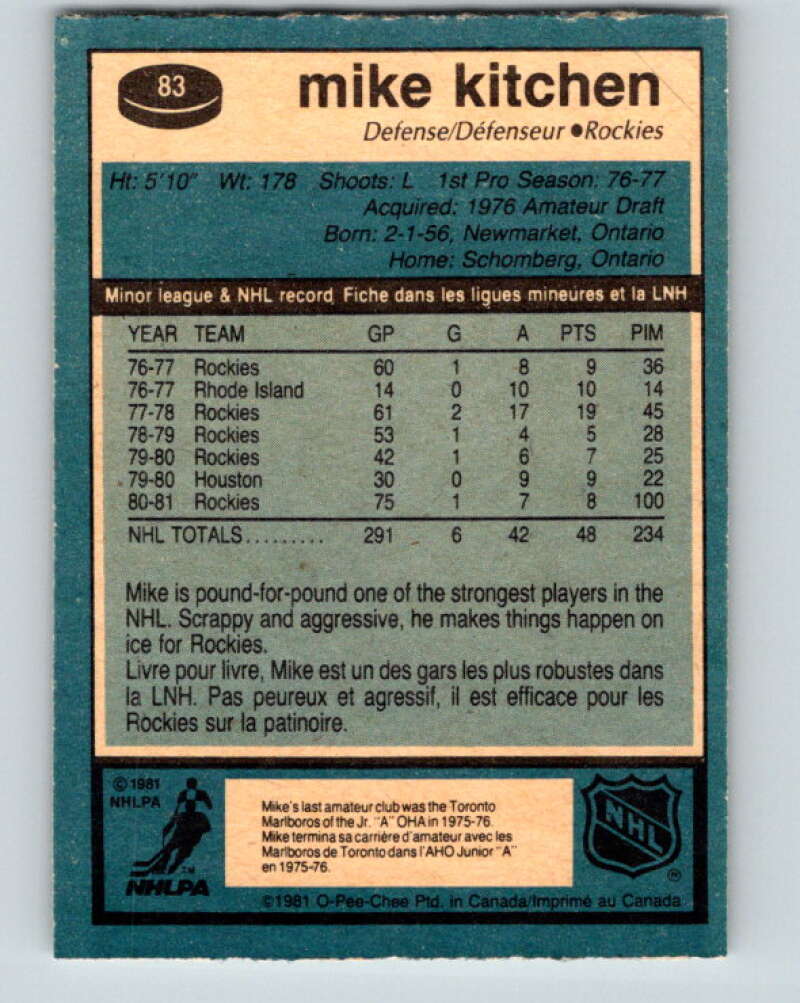 83
mike kitchen
Defense/Défenseur ●Rockies
Ht: 5'10" Wt: 178 Shoots: L 1st Pro Season: 76-77
Acquired: 1976 Amateur Draft
Born: 2-1-56, Newmarket, Ontario
Home: Schomberg, Ontario
Minor league & NHL record Fiche dans les ligues mineures et la LNH
YEAR TEAM GP G A PTS PIM
76-77 Rockies 60 1 8 9 36
76-77 Rhode Island 14 0 10 10 14
77-78 Rockies 61 2 17 19 45
78-79 Rockies 53 1 4 5 28
79-80 Rockies 42 1 6 7 25
79-80 Houston 30 0 9 9 22
80-81 Rockies 75 1 7 8 100
NHL TOTALS......... 291 6 42 48 234
Mike is pound-for-pound one of the strongest players in the
NHL. Scrappy and aggressive, he makes things happen on
ice for Rockies.
Livre pour livre, Mike est un des gars les plus robustes dans
la LNH. Pas peureux et agressif, il est efficace pour les
Rockies sur la patinoire.
©1981
NHLPA
TM
NHLPA
Mike's last amateur club was the Toronto
Marlboros of the Jr. "A" OHA in 1975-76.
Mike termina sa carrière d'amateur avec les
Marlboros de Toronto dans l'AHO Junior "A"
en 1975-76.
NHL
®
©1981 O-Pee-Chee Ptd. in Canada/Imprimé au Canada